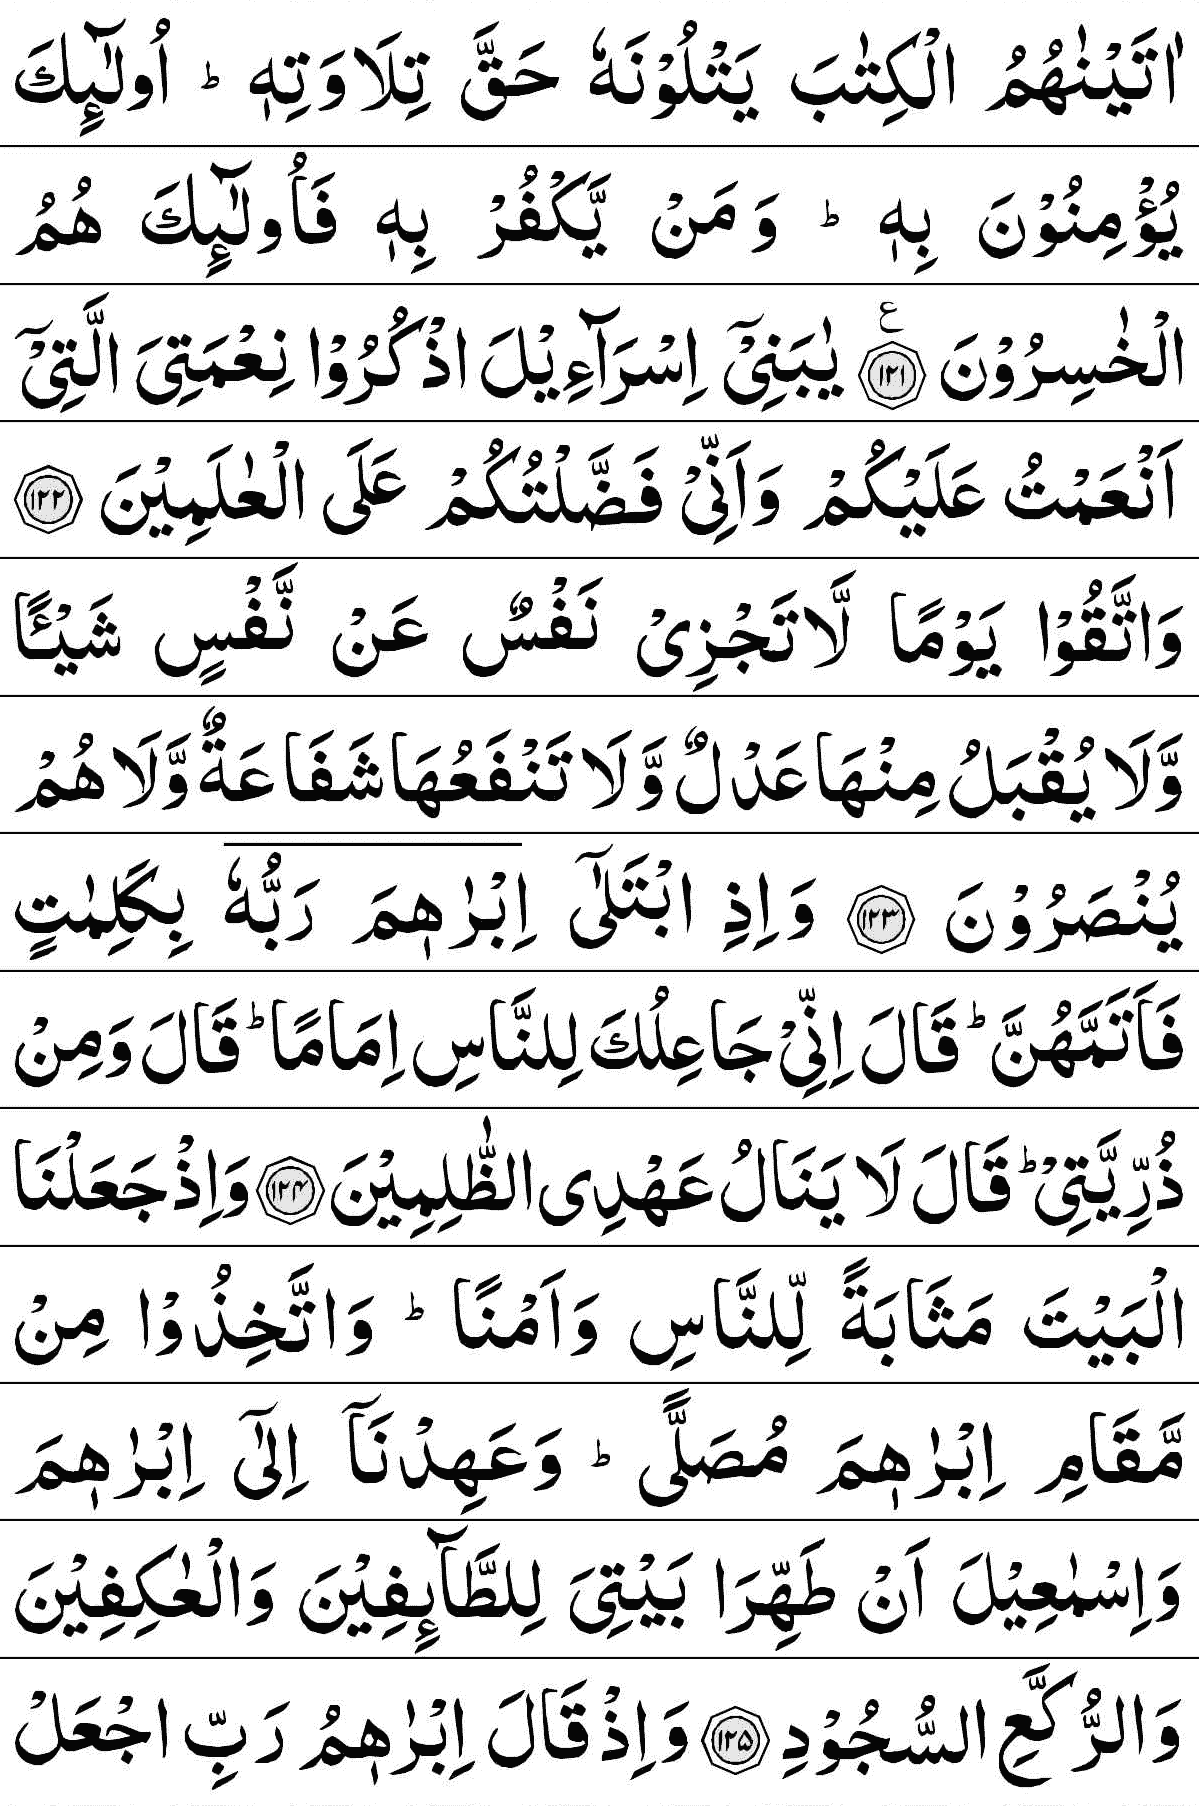 اٰتَيْنٰهُمُ الْكِتٰبَ يَتْلُوْنَهٗ حَقَّ تِلَاوَتِهٖ ؕ اُولٰٓئِكَ
يُؤْمِنُوْنَ بِهٖ ؕ وَمَنْ يَّكْفُرْ بِهٖ فَاُولٰٓئِكَ هُمُ
الْخٰسِرُوْنَ ﴿۱۲۱﴾ ع يٰبَنِيْۤ اِسْرَآءِيْلَ اذْكُرُوْا نِعْمَتِيَ الَّتِيْۤ
اَنْعَمْتُ عَلَيْكُمْ وَاَنِّيْ فَضَّلْتُكُمْ عَلَى الْعٰلَمِيْنَ ﴿۱۲۲﴾
وَاتَّقُوْا يَوْمًا لَّا تَجْزِيْ نَفْسٌ عَنْ نَّفْسٍ شَيْـًٔا
وَّلَا يُقْبَلُ مِنْهَا عَدْلٌ وَّلَا تَنْفَعُهَا شَفَاعَةٌ وَّلَا هُمْ
يُنْصَرُوْنَ ﴿۱۲۳﴾ وَاِذِ ابْتَلٰٓى اِبْرٰهٖمَ رَبُّهٗ بِكَلِمٰتٍ
فَاَتَمَّهُنَّ ؕ قَالَ اِنِّيْ جَاعِلُكَ لِلنَّاسِ اِمَامًا ؕ قَالَ وَمِنْ
ذُرِّيَّتِيْ ؕ قَالَ لَا يَنَالُ عَهْدِى الظّٰلِمِيْنَ ﴿۱۲۴﴾ وَاِذْ جَعَلْنَا
الْبَيْتَ مَثَابَةً لِّلنَّاسِ وَاَمْنًا ؕ وَاتَّخِذُوْا مِنْ
مَّقَامِ اِبْرٰهٖمَ مُصَلًّى ؕ وَعَهِدْنَاۤ اِلٰٓى اِبْرٰهٖمَ
وَاِسْمٰعِيْلَ اَنْ طَهِّرَا بَيْتِيَ لِلطَّآئِفِيْنَ وَالْعٰكِفِيْنَ
وَالرُّكَّعِ السُّجُوْدِ ﴿۱۲۵﴾ وَاِذْ قَالَ اِبْرٰهٖمُ رَبِّ اجْعَلْ